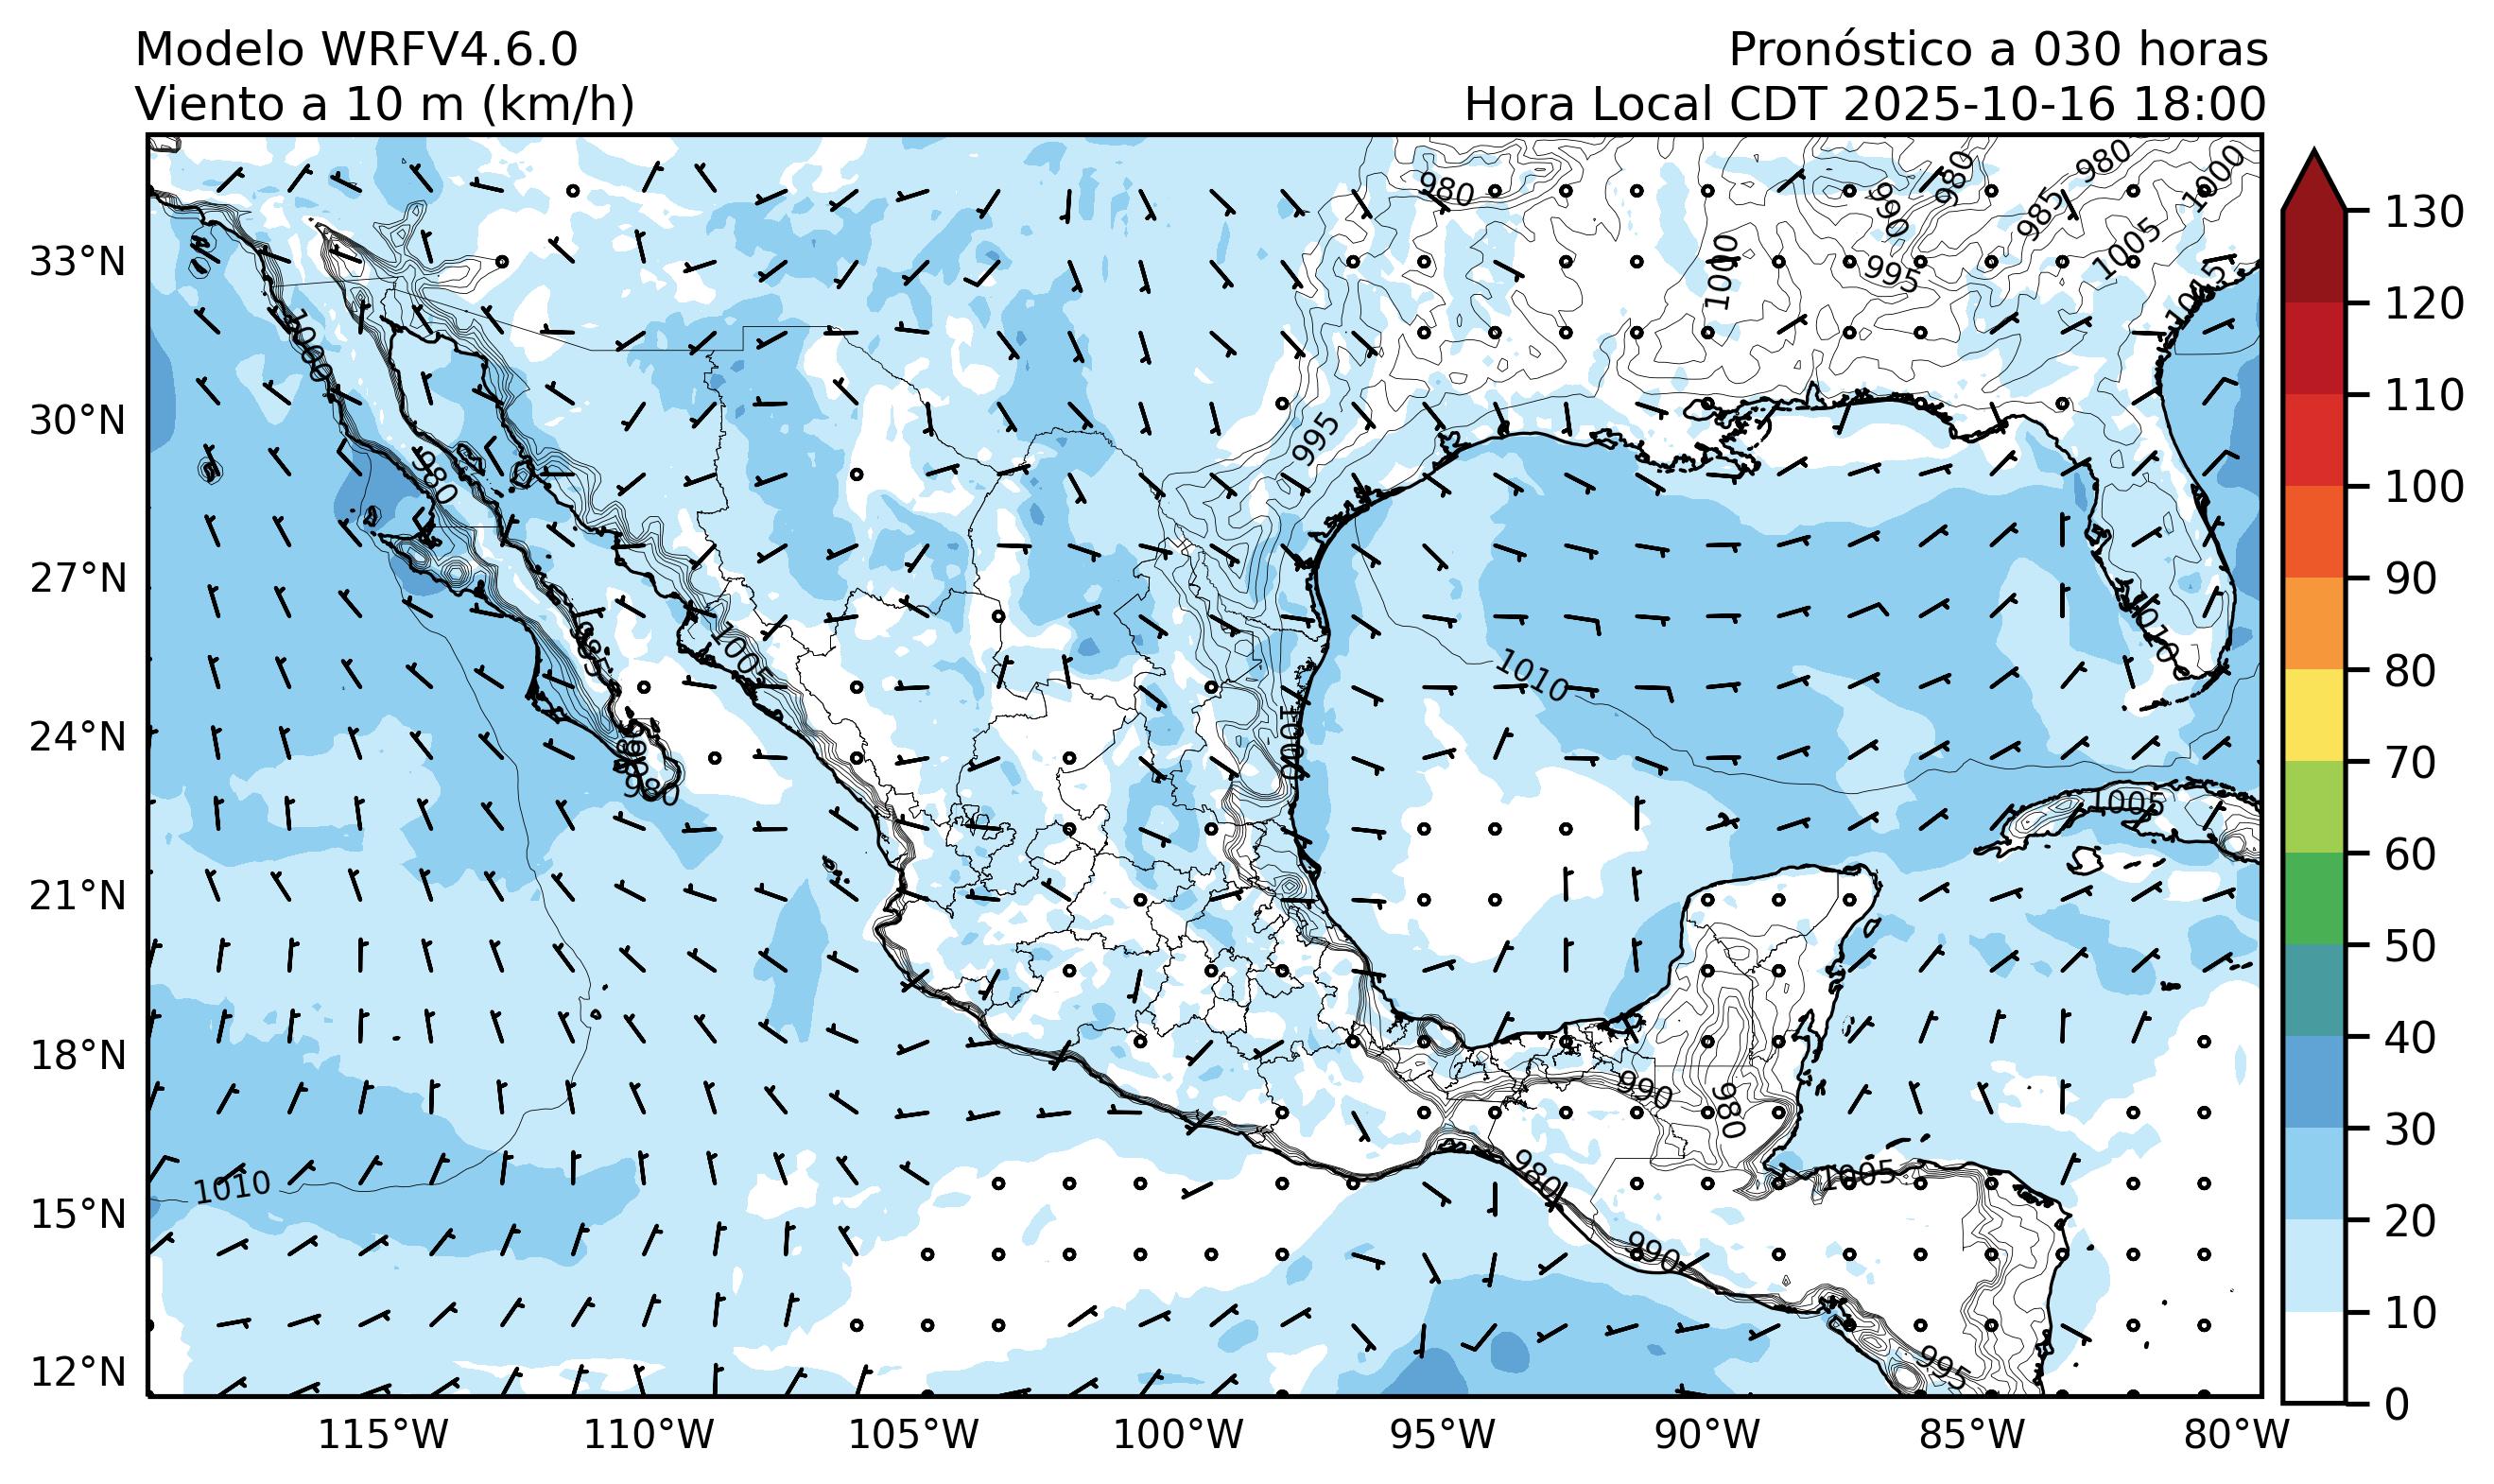 Modelo WRFV4.6.0
Viento a 10 m (km/h)
Pronóstico a 030 horas
Hora Local CDT 2025-10-16 18:00
33°N
30°N
27°N
24°N
21°N
18°N
15°N
12°N
115°W
110°W
105°W
100°W
95°W
90°W
85°W
80°W
130
120
110
100
90
80
70
60
50
40
30
20
10
0
980
980
980
1000
990
985
1005
995
1000
1015
1000
995
980
1010
1005
1010
985
1005
980
990
980
1005
980
1010
990
995